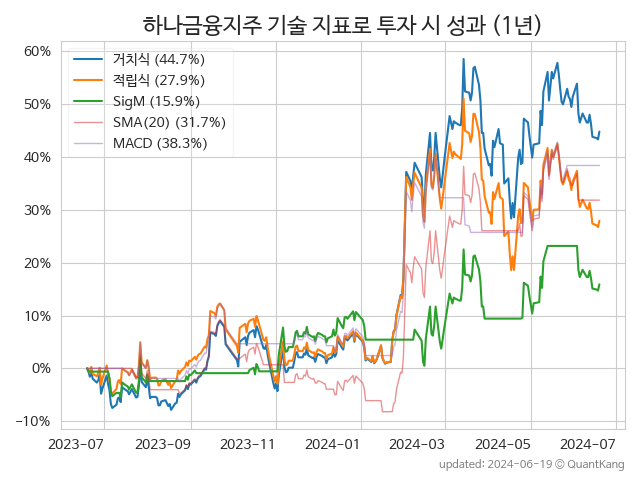 하나금융지주 기술 지표로 투자 시 성과 (1년)
거치식 (44.7%)
적립식 (27.9%)
SigM (15.9%)
SMA(20) (31.7%)
MACD (38.3%)
60%
50%
40%
30%
20%
10%
0%
−10%
2023-07 2023-09 2023-11 2024-01 2024-03 2024-05 2024-07
updated: 2024-06-19 © QuantKang